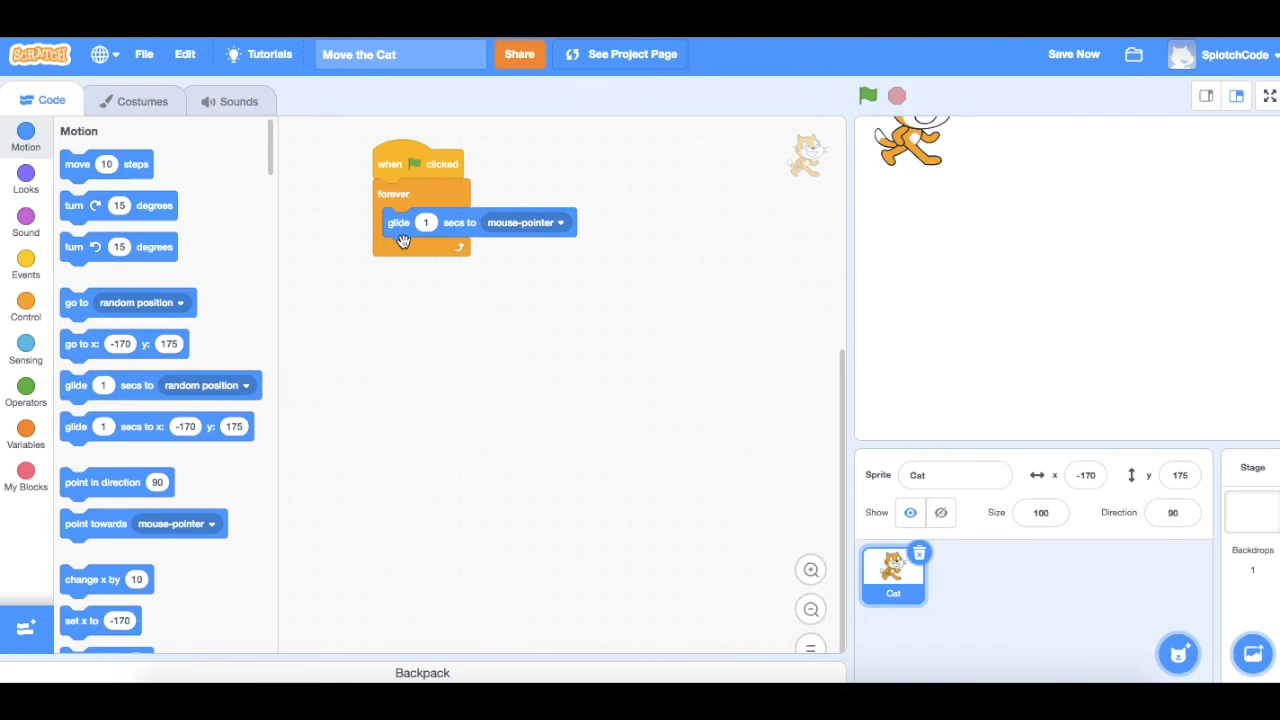 SCRATCH File Edit Tutorials Move the Cat Share See Project Page Save Now SplotchCode
Code Costumes Sounds
Motion
Looks
Sound
Events
Control
Sensing
Operators
Variables
My Blocks
Motion
move 10 steps
turn 15 degrees
turn 15 degrees
go to random position
go to x: -170 y: 175
glide 1 secs to random position
glide 1 secs to x: -170 y: 175
point in direction 90
point towards mouse-pointer
change x by 10
set x to -170
when clicked
forever
glide 1 secs to mouse-pointer
Backpack
Sprite Cat x -170 y 175
Show Size 100 Direction 90
Cat
Stage
Backdrops
1